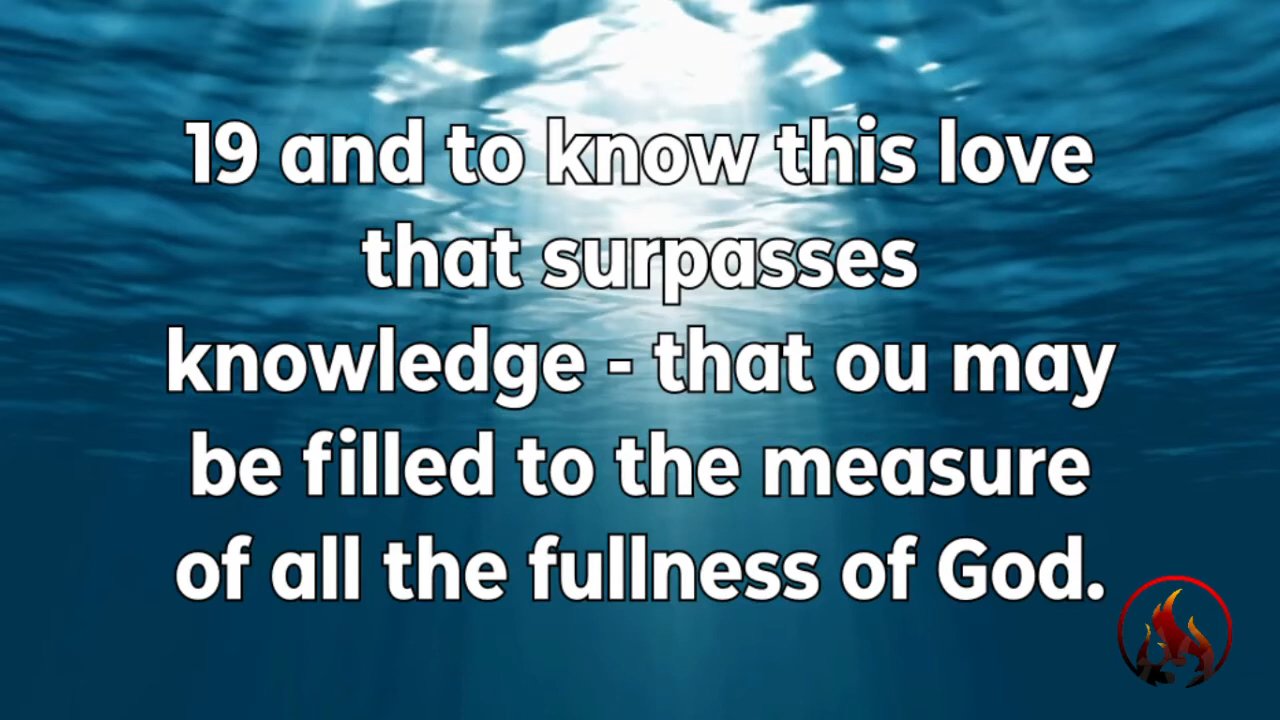 19 and to know this love
that surpasses
knowledge - that ou may
be filled to the measure
of all the fullness of God.